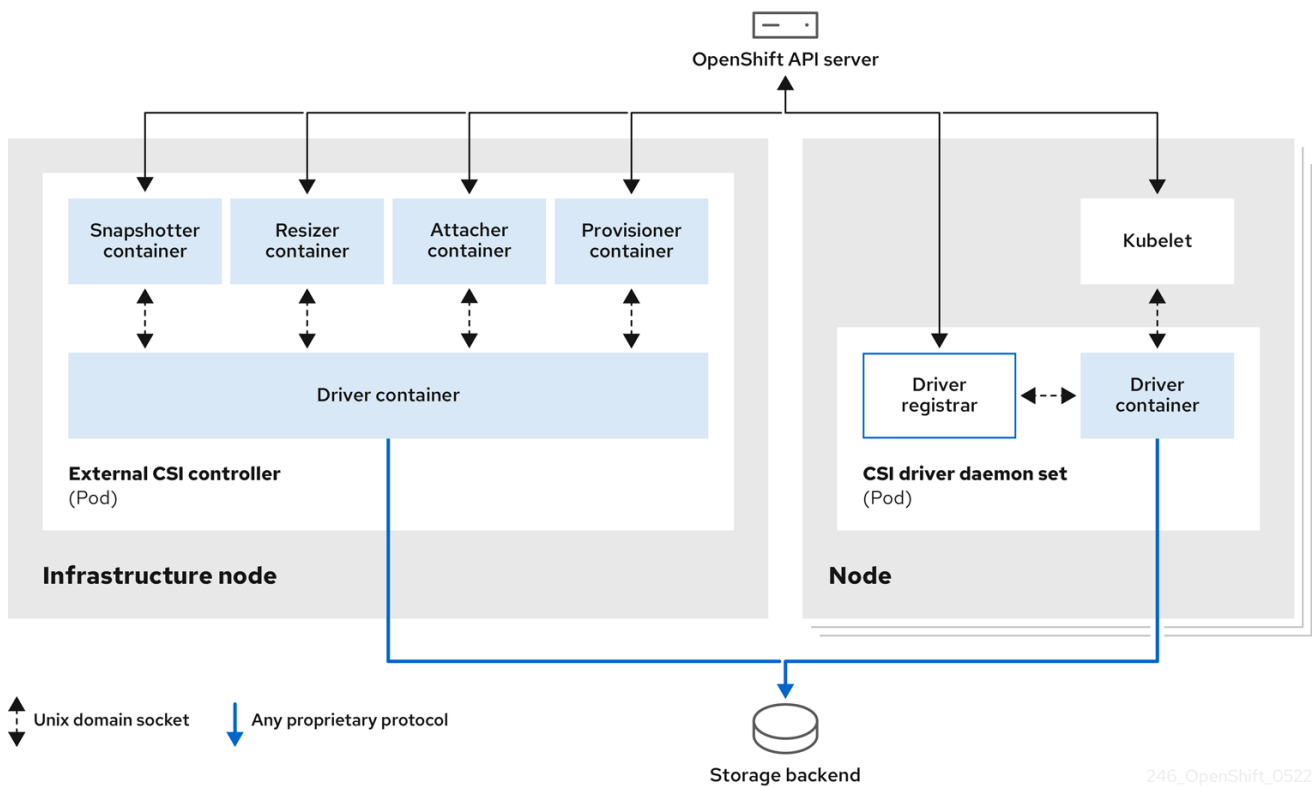 OpenShift API server
Snapshotter
container
Resizer
container
Attacher
container
Provisioner
container
Kubelet
Driver container
Driver
registrar
Driver
container
External CSI controller
(Pod)
CSI driver daemon set
(Pod)
Infrastructure node
Node
Unix domain socket
Any proprietary protocol
Storage backend
246_OpenShift_0522